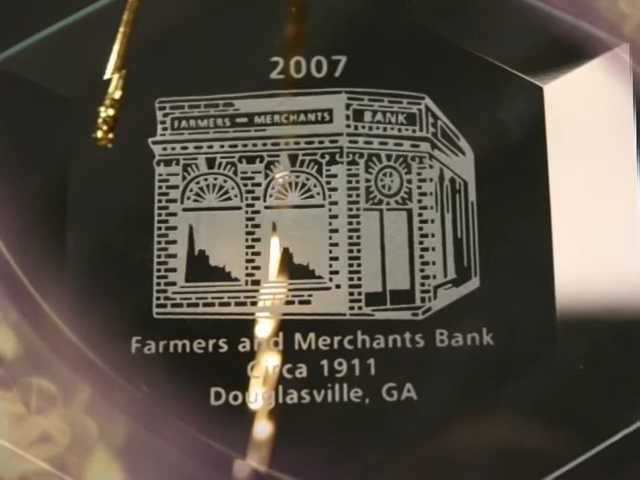 2007
FARMERS - MERCHANTS BANK
Farmers and Merchants Bank
Circa 1911
Douglasville, GA